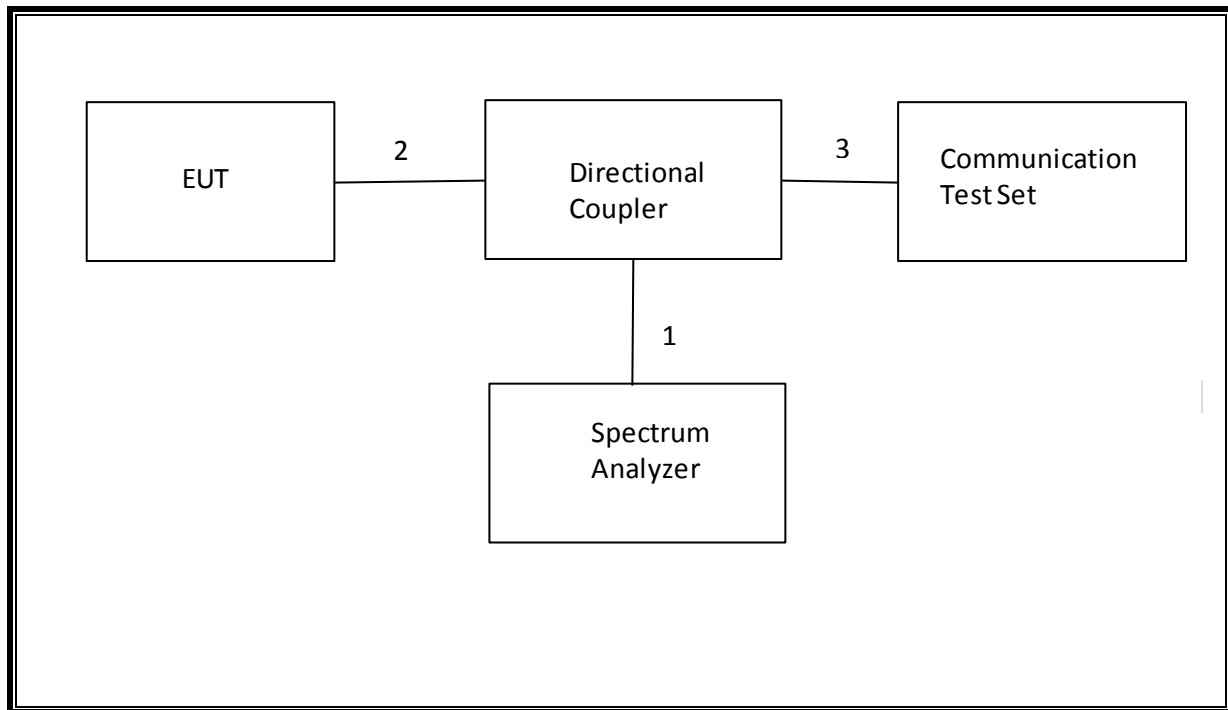 EUT
2
Directional
Coupler
3
Communication
Test Set
1
Spectrum
Analyzer